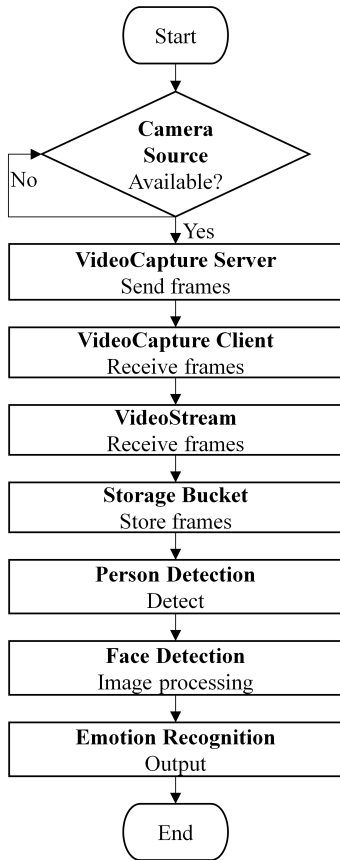 Start
Camera
Source
Available?
No
Yes
VideoCapture Server
Send frames
VideoCapture Client
Receive frames
VideoStream
Receive frames
Storage Bucket
Store frames
Person Detection
Detect
Face Detection
Image processing
Emotion Recognition
Output
End